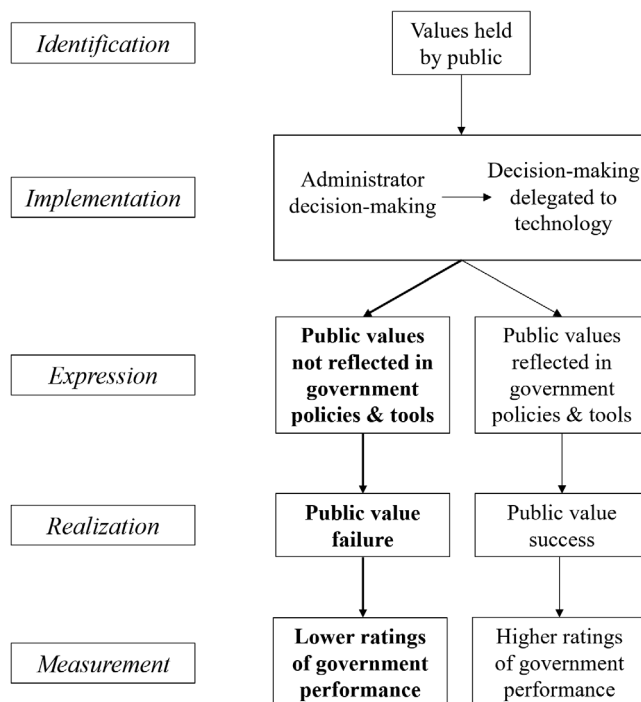 Identification
Values held
by public
Implementation
Administrator
decision-making
Decision-making
delegated to
technology
Expression
Public values
not reflected in
government
policies & tools
Public values
reflected in
government
policies & tools
Realization
Public value
failure
Public value
success
Measurement
Lower ratings
of government
performance
Higher ratings
of government
performance